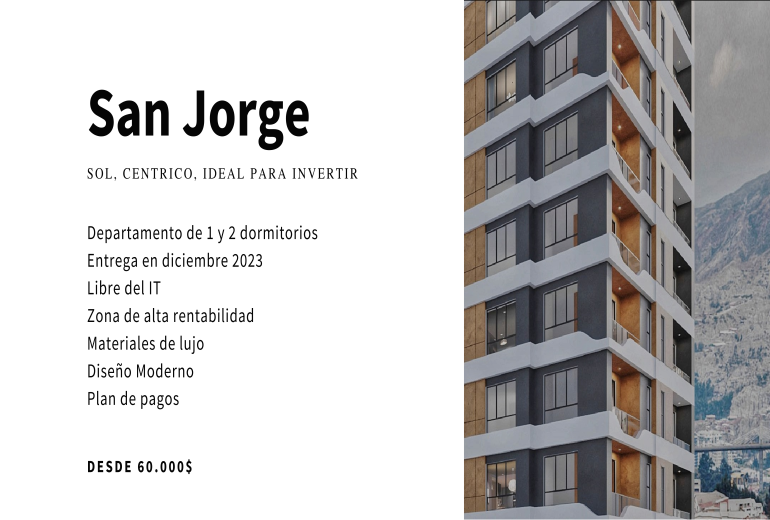 San Jorge
SOL, CENTRICO, IDEAL PARA INVERTIR
Departamento de 1 y 2 dormitorios
Entrega en diciembre 2023
Libre del IT
Zona de alta rentabilidad
Materiales de lujo
Diseño Moderno
Plan de pagos
DESDE 60.000$